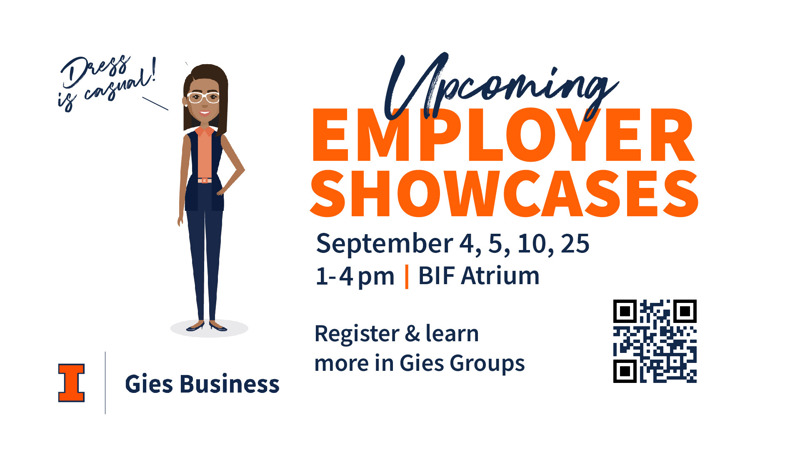 Dress
is casual!
Upcoming
EMPLOYER
SHOWCASES
September 4, 5, 10, 25
1-4 pm | BIF Atrium
Register & learn
more in Gies Groups
I
Gies Business